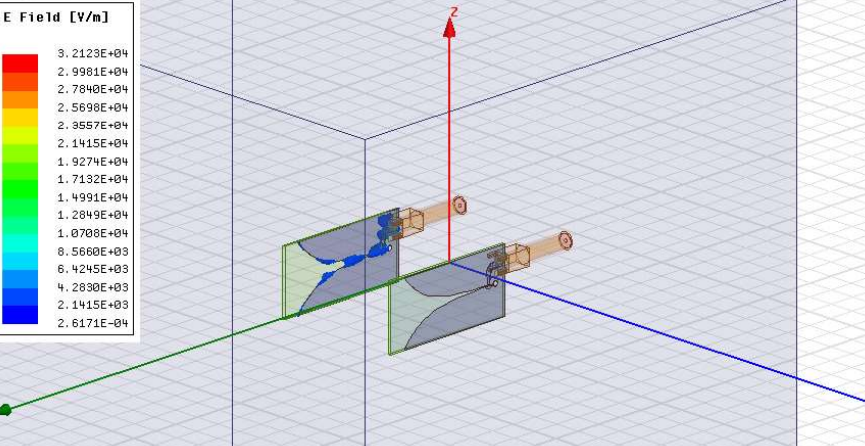 E Field [V/m]
3.2123E+04
2.9981E+04
2.7840E+04
2.5698E+04
2.3557E+04
2.1415E+04
1.9274E+04
1.7132E+04
1.4991E+04
1.2849E+04
1.0708E+04
8.5660E+03
6.4245E+03
4.2830E+03
2.1415E+03
2.6171E-04
Z